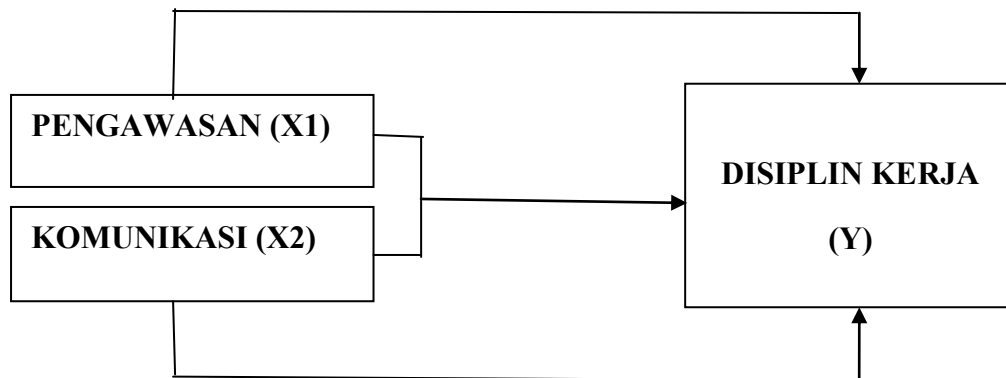 PENGAWASAN (X1)
KOMUNIKASI (X2)
DISIPLIN KERJA
(Y)